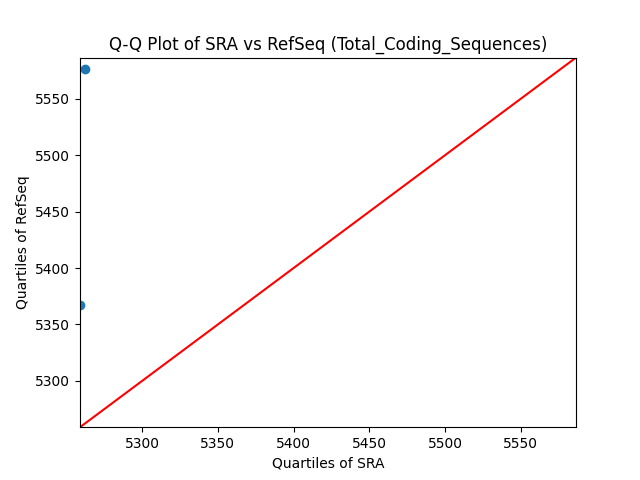 Q-Q Plot of SRA vs RefSeq (Total_Coding_Sequences)
Quartiles of RefSeq
5550
5500
5450
5400
5350
5300
5300 5350 5400 5450 5500 5550
Quartiles of SRA